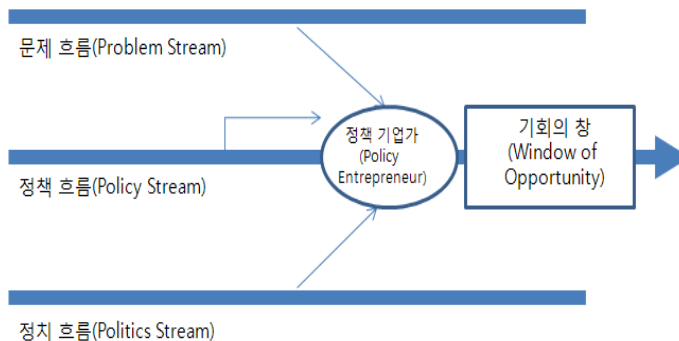 문제 흐름(Problem Stream)
정책 기업가
(Policy
Entrepreneur)
기회의 창
(Window of
Opportunity)
정책 흐름(Policy Stream)
정치 흐름(Politics Stream)